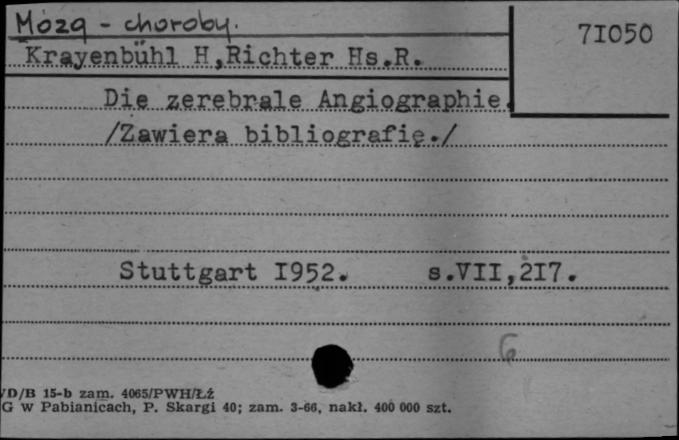 Mózg - choroby.
71050
Krayenbühl H,Richter Hs.R.
Die zerebrale Angiographie.
/Zawiera bibliografię./
Stuttgart 1952. s.VII,217.
6
/D/B 15-b zam. 4065/PWH/Łź
G w Pabianicach, P. Skargi 40; zam. 3-66, nakł. 400 000 szt.